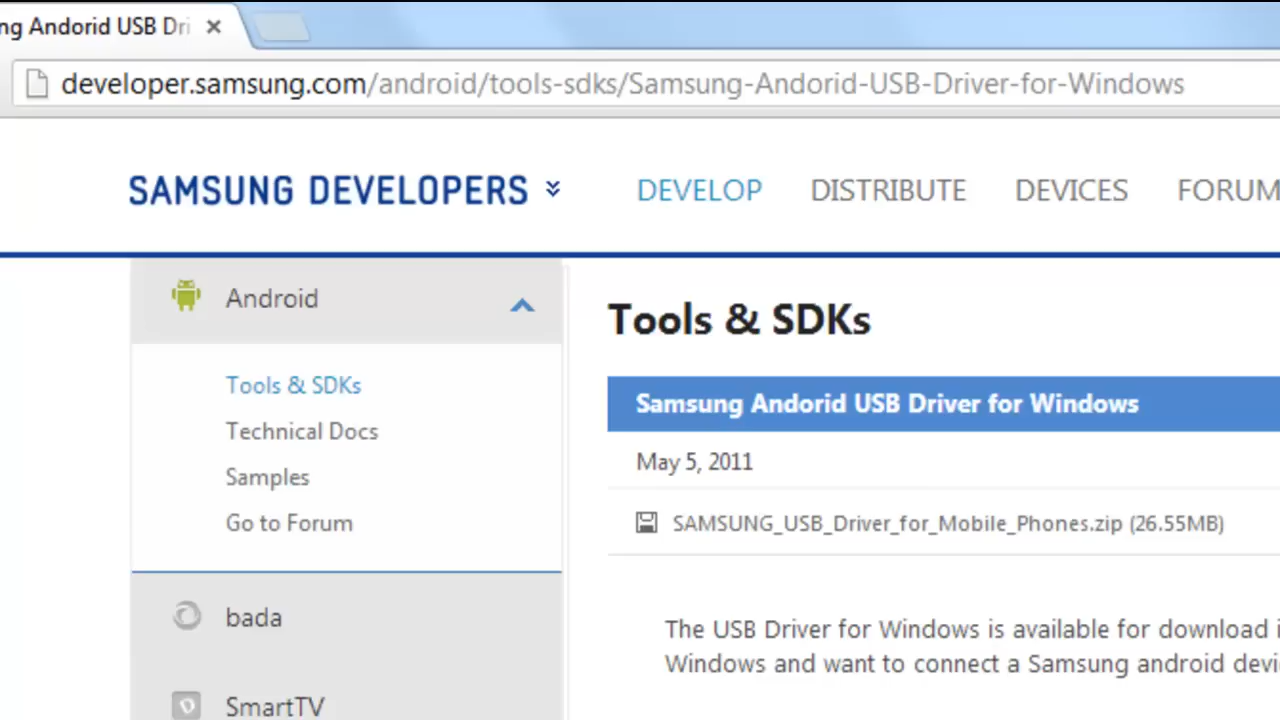 ng Andorid USB Dri
developer.samsung.com/android/tools-sdks/Samsung-Andorid-USB-Driver-for-Windows
SAMSUNG DEVELOPERS DEVELOP DISTRIBUTE DEVICES FORUM
Android
Tools & SDKs
Technical Docs
Samples
Go to Forum
bada
SmartTV
Tools & SDKs
Samsung Andorid USB Driver for Windows
May 5, 2011
SAMSUNG_USB_Driver_for_Mobile_Phones.zip (26.55MB)
The USB Driver for Windows is available for download
Windows and want to connect a Samsung android devi